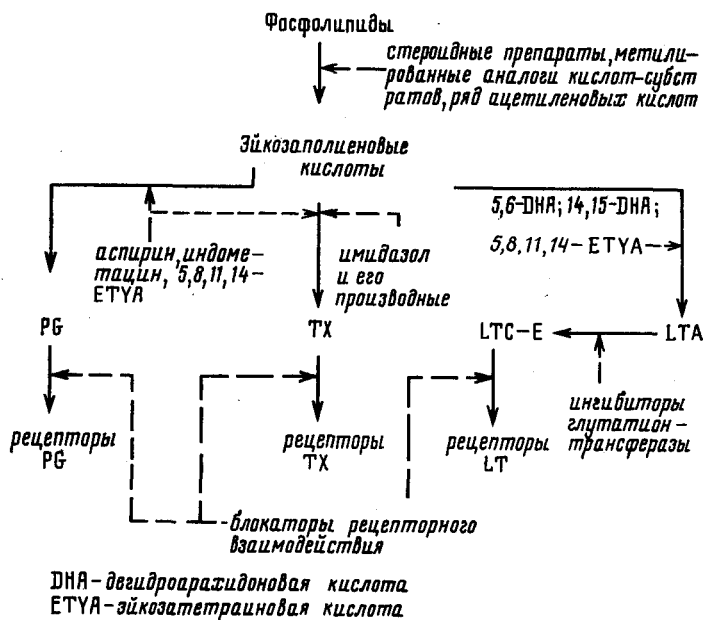 Фосфолипиды
стероидные препараты, метили-
рованные аналоги кислот-субст
ратов, ряд ацетиленовых кислот
Эйкозаполиеновые
кислоты
5,6-DHA; 14,15-DHA;
5,8,11,14-ETYA
аспирин, индоме-
тацин, 5,8,11,14-
ETYA
имидазол
и его
производные
PG
TX
LTC-E
LTA
ингибиторы
глутатион-
трансферазы
рецепторы
PG
рецепторы
TX
рецепторы
LT
блокаторы рецепторного
взаимодействия
DHA-дегидроарахидоновая кислота
ETYA-эйкозатетраиновая кислота